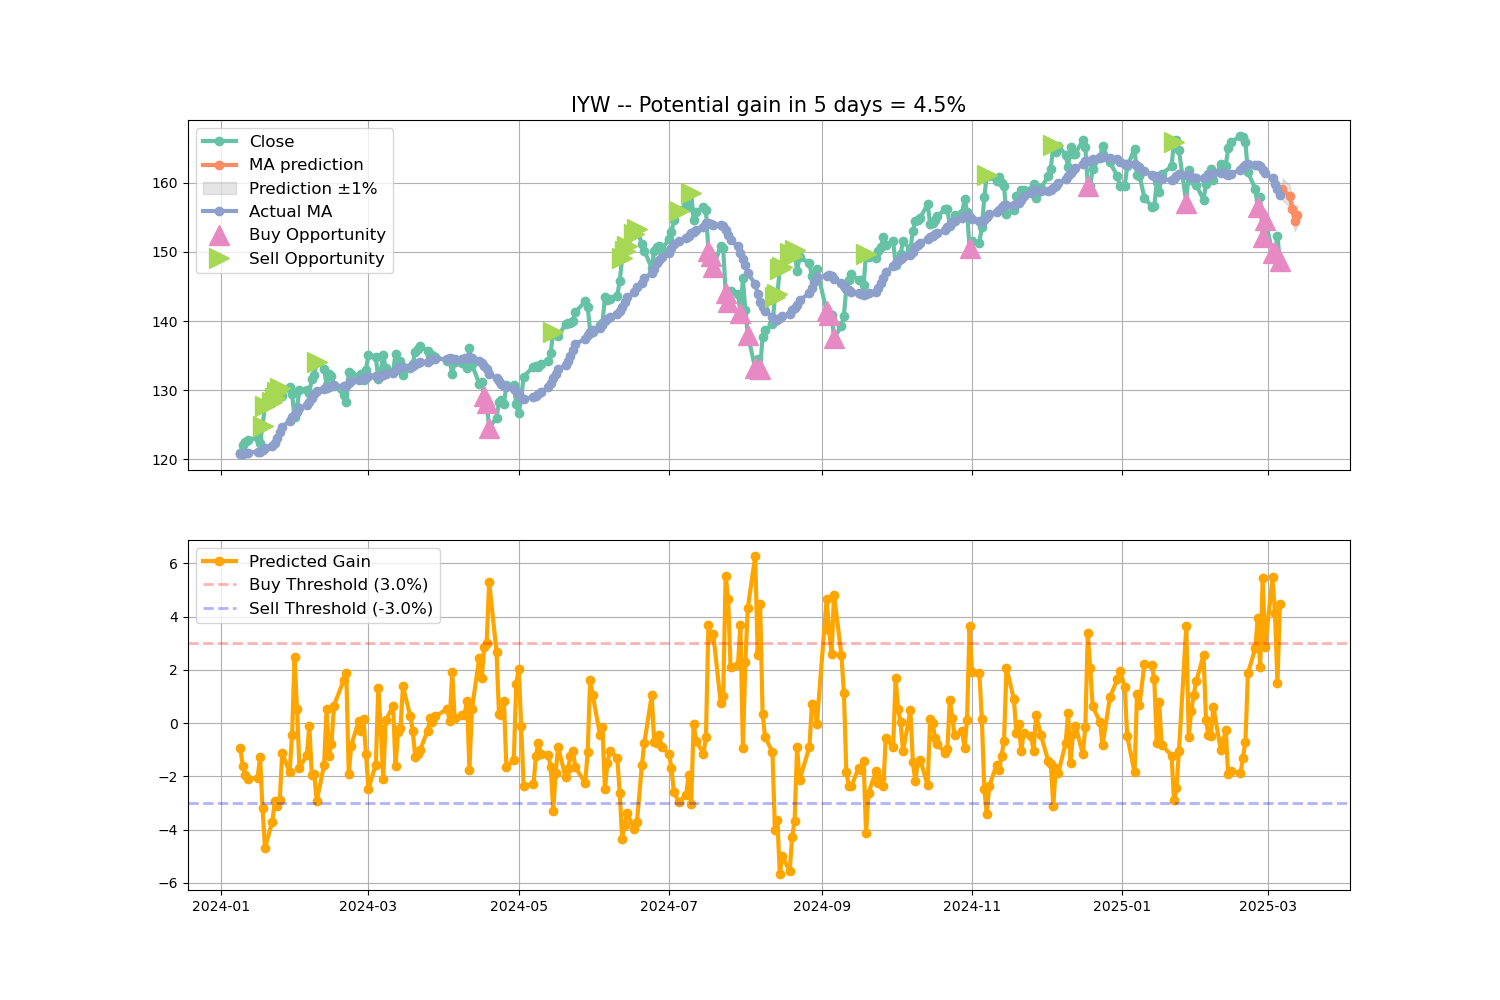 IYW -- Potential gain in 5 days = 4.5%
Close
MA prediction
Prediction ±1%
Actual MA
Buy Opportunity
Sell Opportunity
160
150
140
130
120
Predicted Gain
Buy Threshold (3.0%)
Sell Threshold (-3.0%)
6
4
2
0
−2
−4
−6
2024-01 2024-03 2024-05 2024-07 2024-09 2024-11 2025-01 2025-03